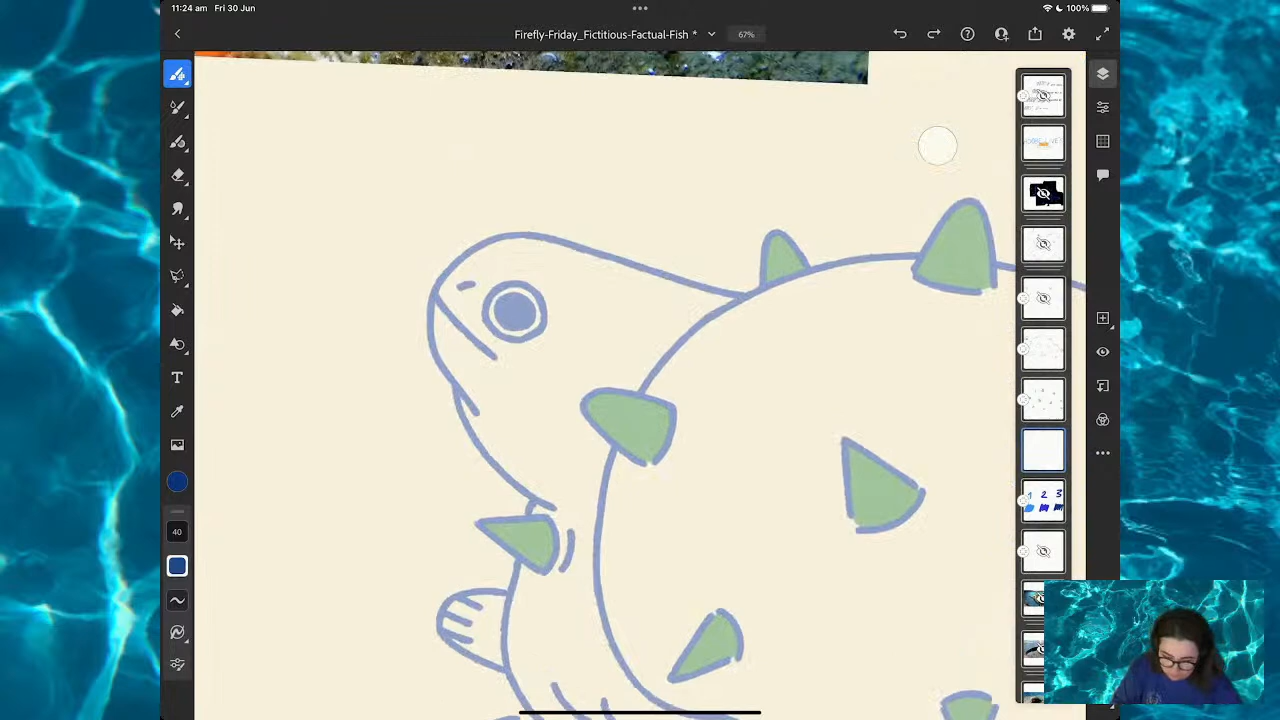 11:24 am Fri 30 Jun
100%
Firefly-Friday_Fictitious-Factual-Fish *
67%
T
40
1 2 3